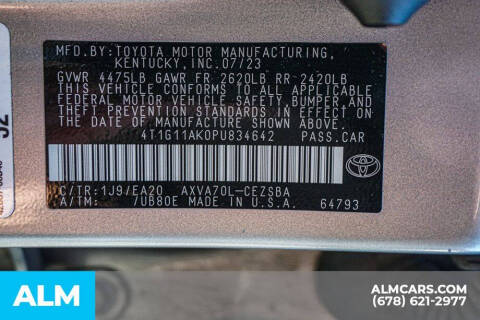 MFD.BY:TOYOTA MOTOR MANUFACTURING,
KENTUCKY,INC.07/23
GVWR 4475LB GAWR FR 2620LB RR 2420LB
THIS VEHICLE CONFORMS TO ALL APPLICABLE
FEDERAL MOTOR VEHICLE SAFETY,BUMPER AND
THEFT PREVENTION STANDARDS IN EFFECT ON
THE DATE OF MANUFACTURE SHOWN ABOVE.
4T1G11AK0PU834642 PASS.CAR
C/TR:1J9/EA20 AXVA70L-CEZSBA
A/TM: /UB80E MADE IN U.S.A. 64793
ALM
ALMCARS.COM
(678) 621-2977